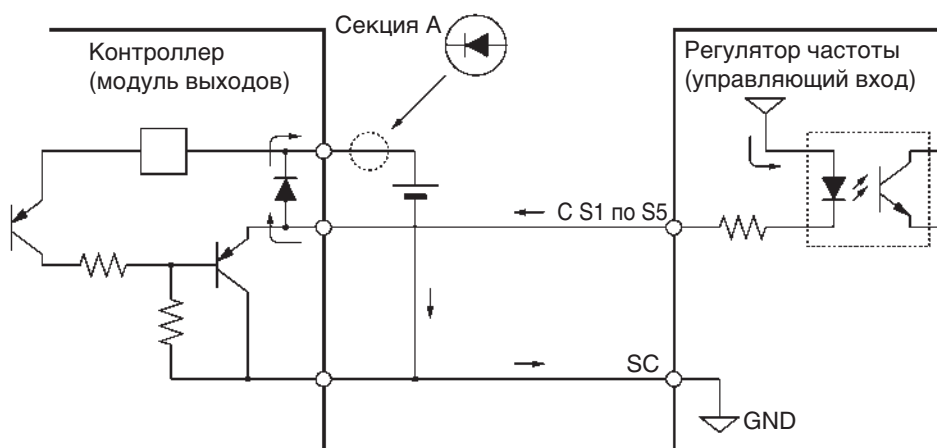 Секция А
Контроллер
(модуль выходов)
Регулятор частоты
(управляющий вход)
С S1 по S5
SC
GND